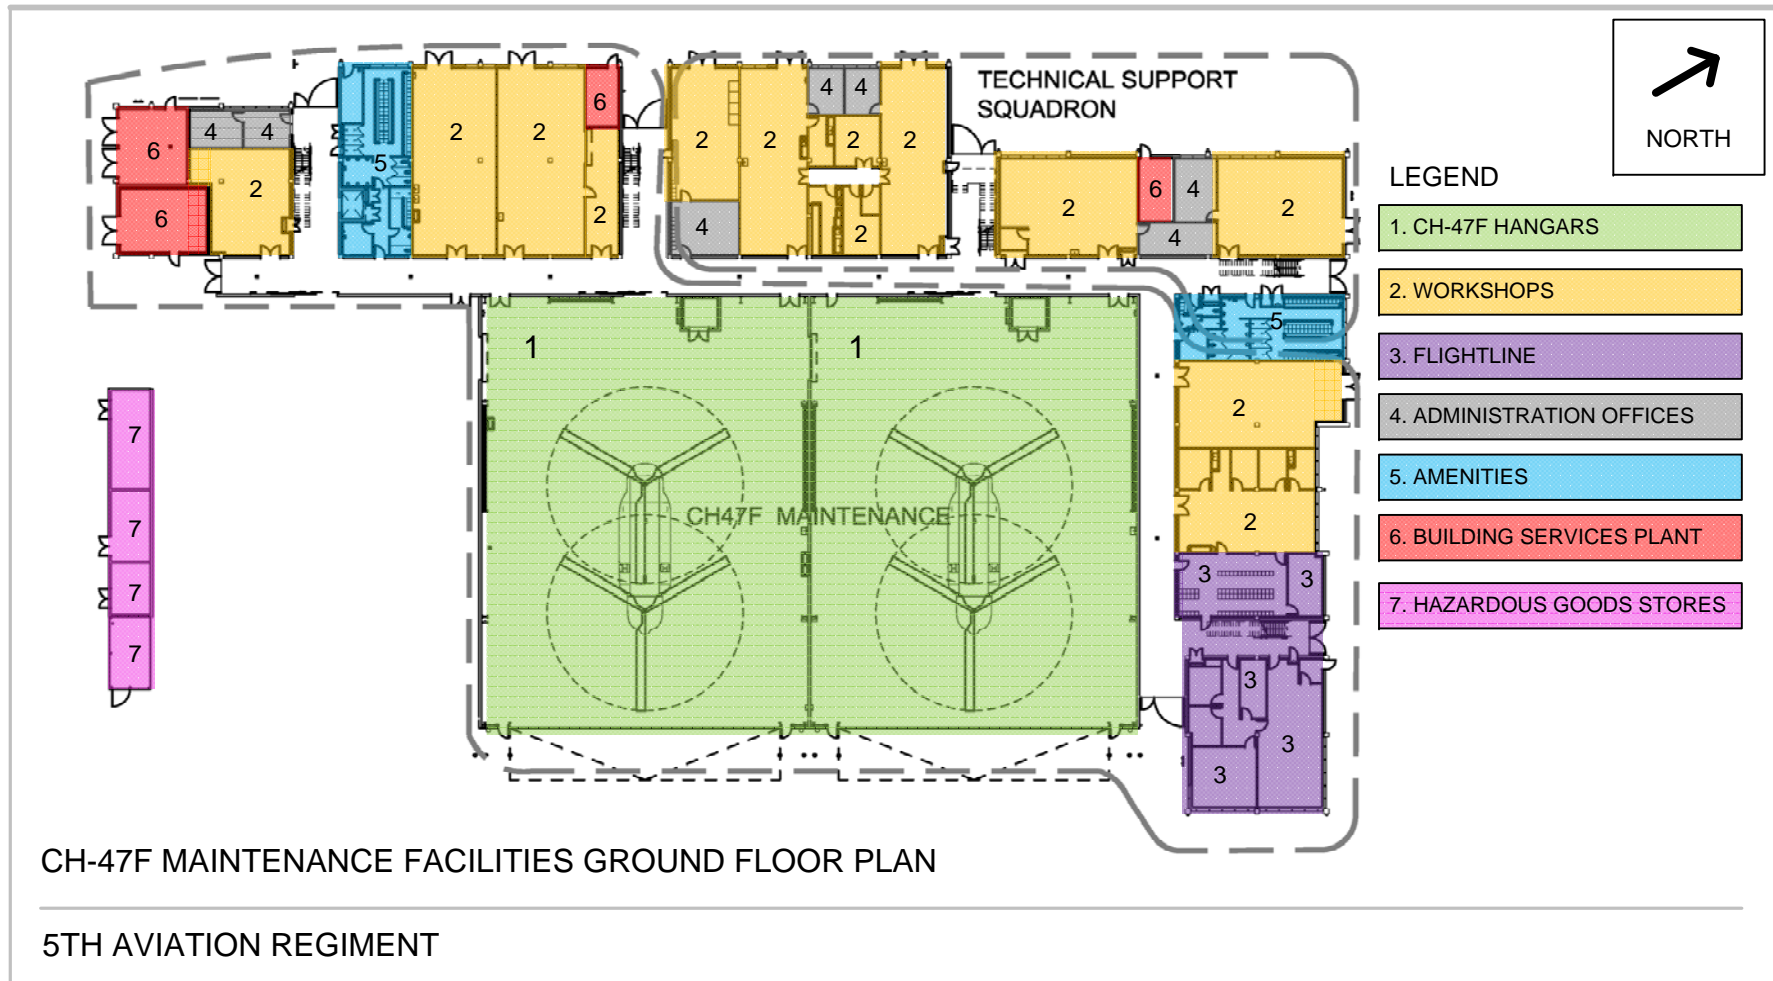 TECHNICAL SUPPORT
SQUADRON
NORTH
LEGEND
1. CH-47F HANGARS
2. WORKSHOPS
3. FLIGHTLINE
4. ADMINISTRATION OFFICES
5. AMENITIES
6. BUILDING SERVICES PLANT
7. HAZARDOUS GOODS STORES
6
4 4
2
6
5
2 2
6
2
2 2
4 4
2
2
2
4
2
6
4
4
2
5
1 1
2
2
CH47F MAINTENANCE
3 3
3
3
3
7
7
7
7
CH-47F MAINTENANCE FACILITIES GROUND FLOOR PLAN
5TH AVIATION REGIMENT